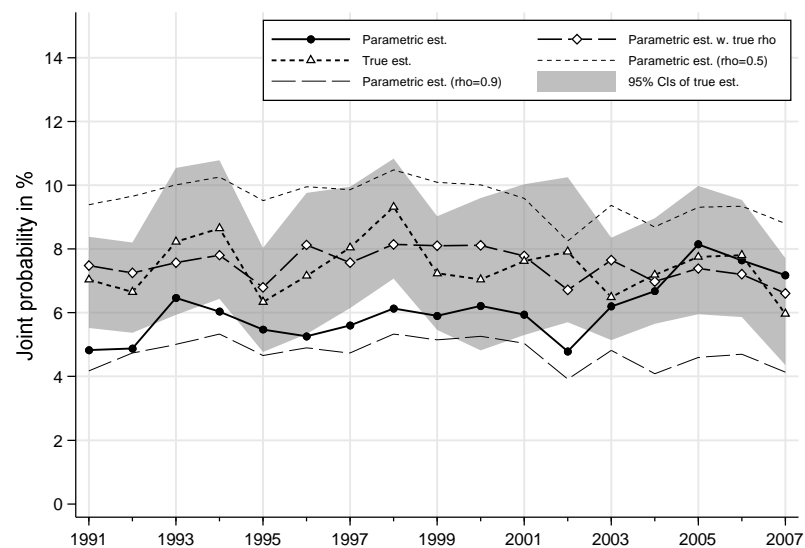 Parametric est.
Parametric est. w. true rho
True est.
Parametric est. (rho=0.5)
Parametric est. (rho=0.9)
95% CIs of true est.
Joint probability in %
14
12
10
8
6
4
2
0
1991 1993 1995 1997 1999 2001 2003 2005 2007